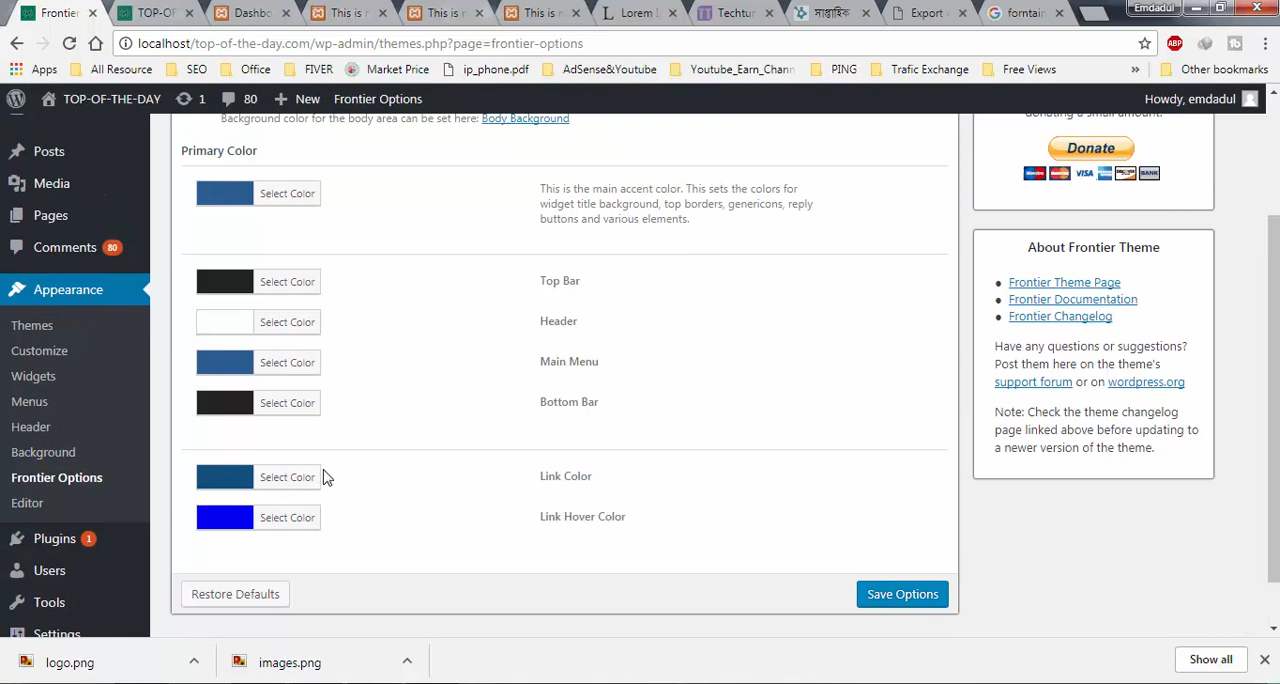 Frontier
TOP-OF
Dashbo
This is r
This is r
This is r
Lorem I
Techtur
সাপ্তাহিক
Export
forntain
Emdadul
localhost/top-of-the-day.com/wp-admin/themes.php?page=frontier-options
ABP
Apps
All Resource
SEO
Office
FIVER
Market Price
ip_phone.pdf
AdSense&Youtube
Youtube_Earn_Chann
PING
Trafic Exchange
Free Views
»
Other bookmarks
TOP-OF-THE-DAY
1
80
New
Frontier Options
Howdy, emdadul
Posts
Media
Pages
Comments 80
Appearance
Themes
Customize
Widgets
Menus
Header
Background
Frontier Options
Editor
Plugins 1
Users
Tools
Settings
Background color for the body area can be set here: Body Background
Primary Color
Select Color
This is the main accent color. This sets the colors for
widget title background, top borders, genericons, reply
buttons and various elements.
Select Color Top Bar
Select Color Header
Select Color Main Menu
Select Color Bottom Bar
Select Color Link Color
Select Color Link Hover Color
Restore Defaults
Save Options
donating a small amount.
Donate
VISA
BANK
About Frontier Theme
Frontier Theme Page
Frontier Documentation
Frontier Changelog
Have any questions or suggestions?
Post them here on the theme's
support forum or on wordpress.org
Note: Check the theme changelog
page linked above before updating to
a newer version of the theme.
logo.png
images.png
Show all